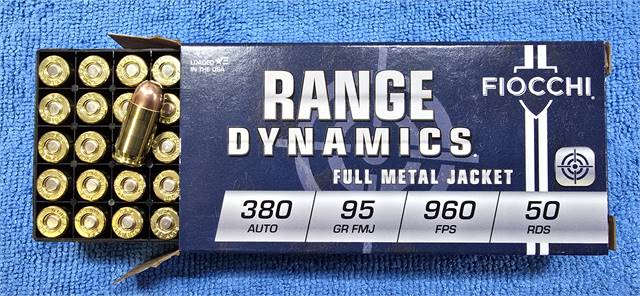 LOADED
IN THE USA
RANGE
DYNAMICS
FULL METAL JACKET
FIOCCHI
380
AUTO
95
GR FMJ
960
FPS
50
RDS